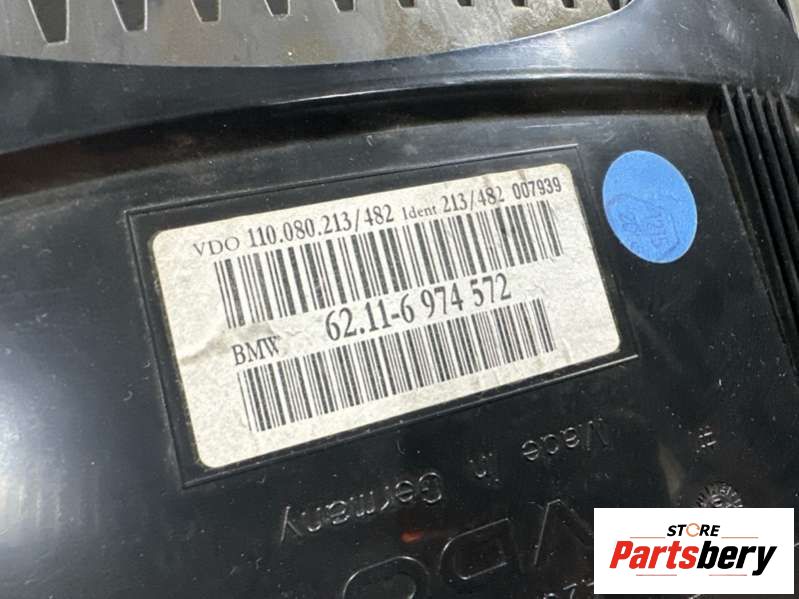 VDO 110.080.213/482 Ident 213/482 007939
BMW 62.11-6 974 572
Made in
Germany
#
VDO
STORE
Partsbery